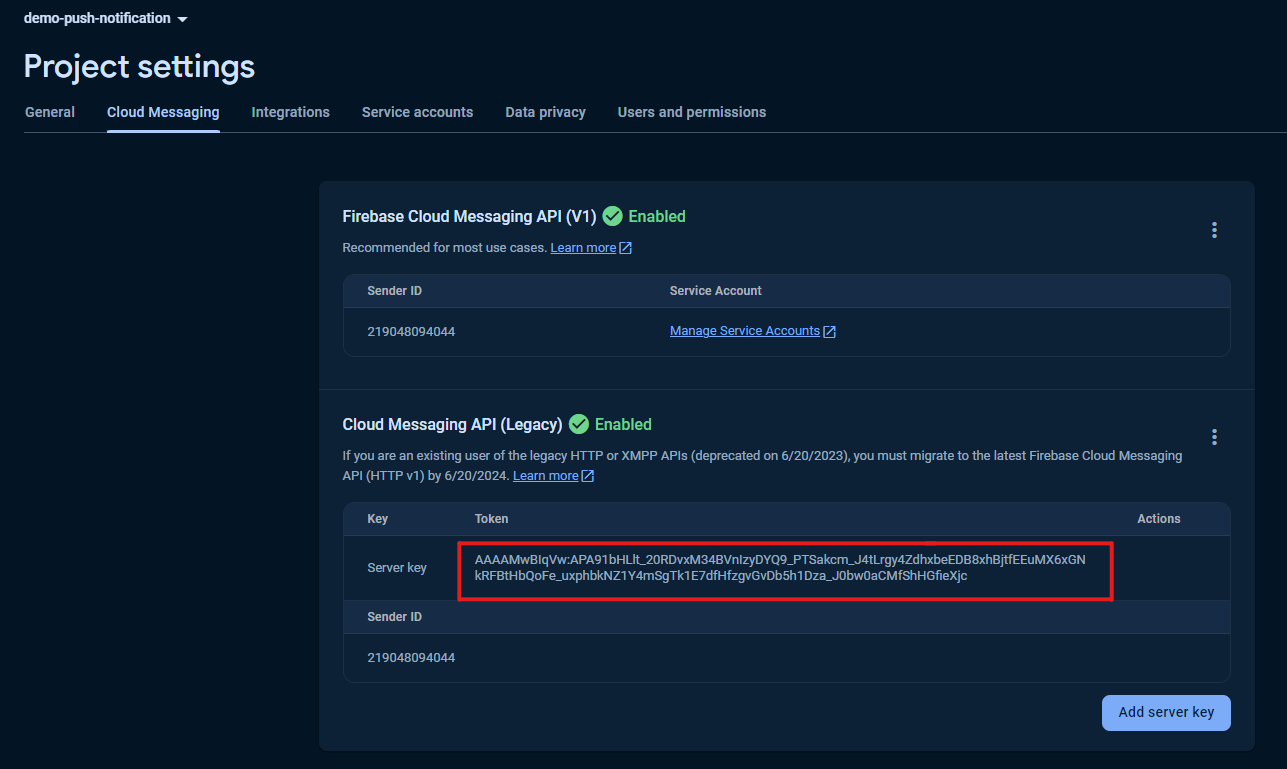 demo-push-notification
Project settings
General Cloud Messaging Integrations Service accounts Data privacy Users and permissions
Firebase Cloud Messaging API (V1) Enabled
Recommended for most use cases. Learn more
Sender ID Service Account
219048094044 Manage Service Accounts
Cloud Messaging API (Legacy) Enabled
If you are an existing user of the legacy HTTP or XMPP APIs (deprecated on 6/20/2023), you must migrate to the latest Firebase Cloud Messaging
API (HTTP v1) by 6/20/2024. Learn more
Key Token Actions
Server key
AAAAMwBIqVw:APA91bHLlt_20RDvxM34BVnIzyDYQ9_PTSakcm_J4tLrgy4ZdhxbeEDB8xhBjtfEEuMX6xGN
kRFBtHbQoFe_uxphbkNZ1Y4mSgTk1E7dfHfzgvGvDb5h1Dza_J0bw0aCMfShHGfieXjc
Sender ID
219048094044
Add server key